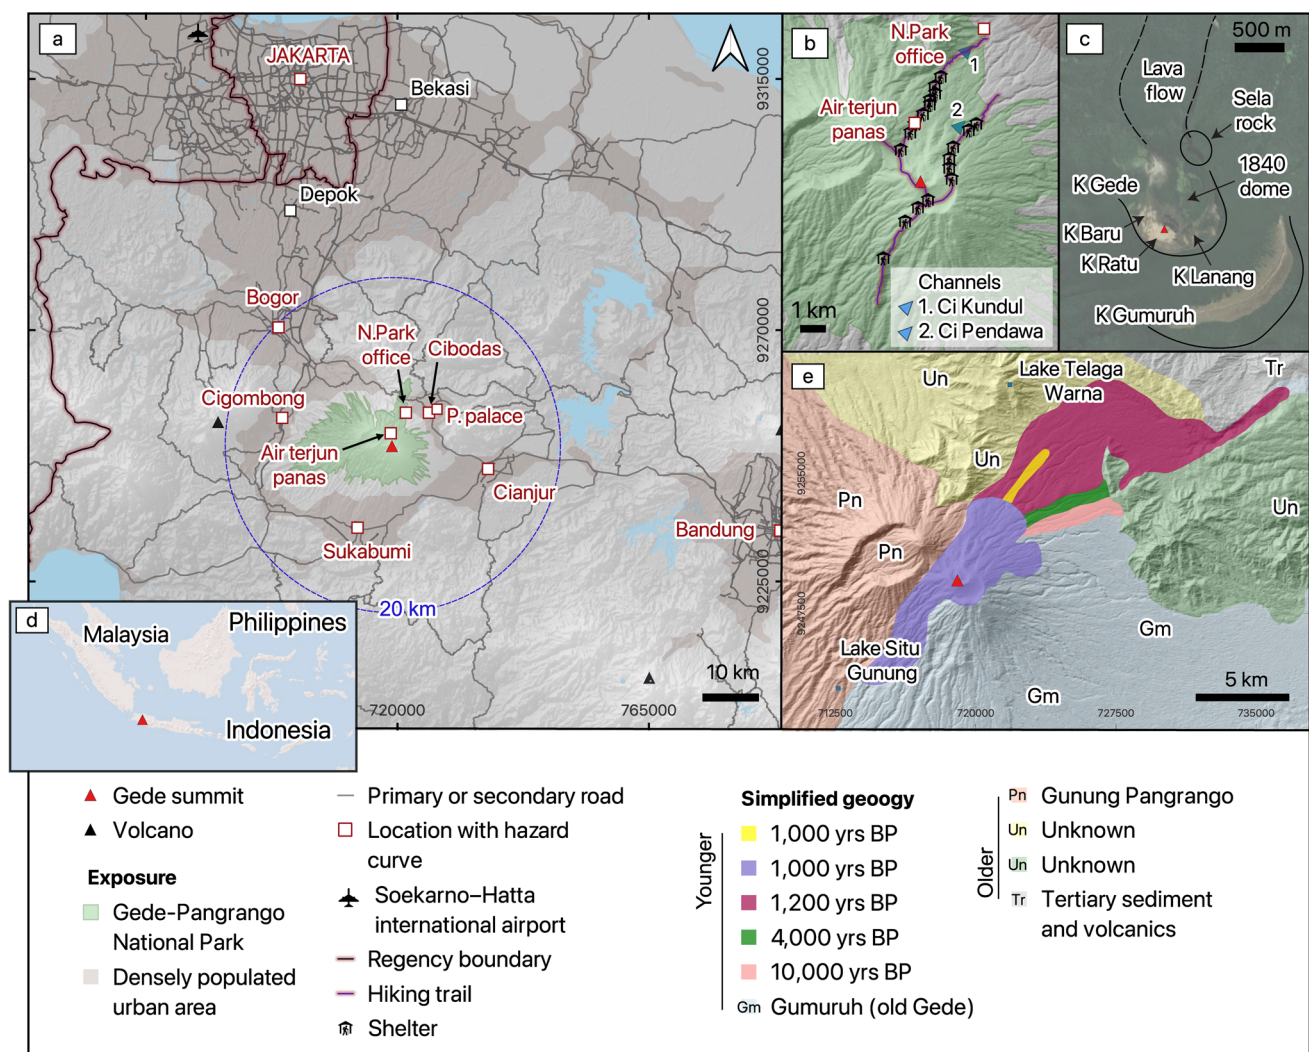 a
JAKARTA
Bekasi
Depok
Bogor
N.Park
office
Cibodas
Cigombong
P. palace
Air terjun
panas
Cianjur
Sukabumi
Bandung
20 km
10 km
720000
765000
9315000
9270000
9225000
b
N.Park
office
1
Air terjun
panas
2
Channels
1. Ci Kundul
2. Ci Pendawa
1 km
c
500 m
Lava
flow
Sela
rock
1840
dome
K Gede
K Baru
K Ratu
K Lanang
K Gumuruh
d
Malaysia
Philippines
Indonesia
e
Un
Lake Telaga
Warna
Tr
Un
Pn
Un
Pn
Gm
Lake Situ
Gunung
Gm
5 km
9255000
9247500
712500
720000
727500
735000
Gede summit
Volcano
Exposure
Gede-Pangrango
National Park
Densely populated
urban area
Primary or secondary road
Location with hazard
curve
Soekarno–Hatta
international airport
Regency boundary
Hiking trail
Shelter
Simplified geoogy
Younger
1,000 yrs BP
1,000 yrs BP
1,200 yrs BP
4,000 yrs BP
10,000 yrs BP
Gm Gumuruh (old Gede)
Older
Pn Gunung Pangrango
Un Unknown
Un Unknown
Tr Tertiary sediment
and volcanics